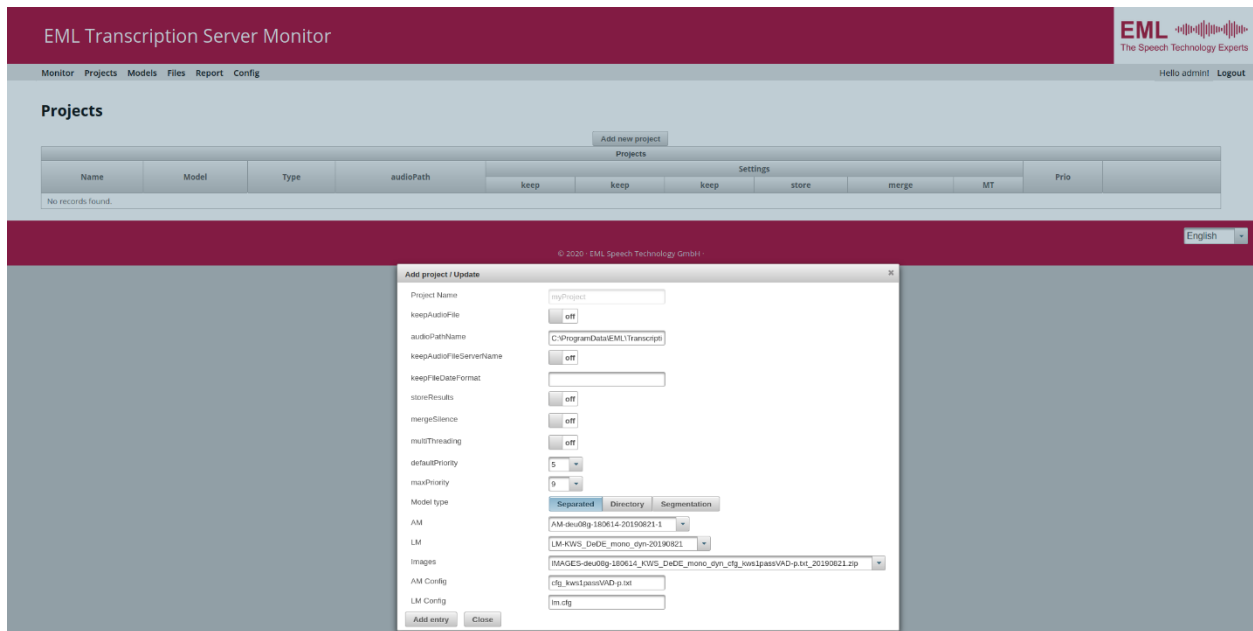 EML Transcription Server Monitor
EML
The Speech Technology Experts
Monitor Projects Models Files Report Config
Hello admin! Logout
Projects
Add new project
Projects
Name Model Type audioPath Settings Prio
keep keep keep store merge MT
No records found.
English
© 2020 · EML Speech Technology GmbH ·
Add project / Update
Project Name myProject
keepAudioFile off
audioPathName C:\ProgramData\EML\Transcripti
keepAudioFileServerName off
keepFileDateFormat
storeResults off
mergeSilence off
multiThreading off
defaultPriority 5
maxPriority 9
Model type Separated Directory Segmentation
AM AM-deu08g-180614-20190821-1
LM LM-KWS_DeDE_mono_dyn-20190821
Images IMAGES-deu08g-180614_KWS_DeDE_mono_dyn_cfg_kws1passVAD-p.txt_20190821.zip
AM Config cfg_kws1passVAD-p.txt
LM Config lm.cfg
Add entry Close